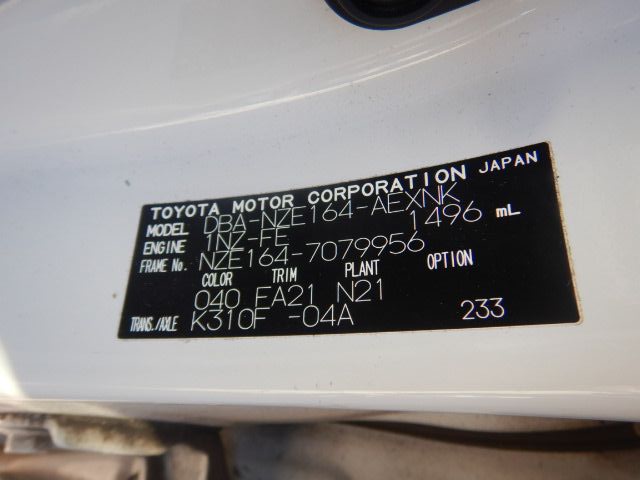 TOYOTA MOTOR CORPORATION JAPAN
MODEL DBA-NZE164-AEXNK
ENGINE 1NZ-FE 1496 mL
FRAME No. NZE164-7079956
COLOR TRIM PLANT OPTION
040 FA21 N21
TRANS./AXLE K310F -04A 233